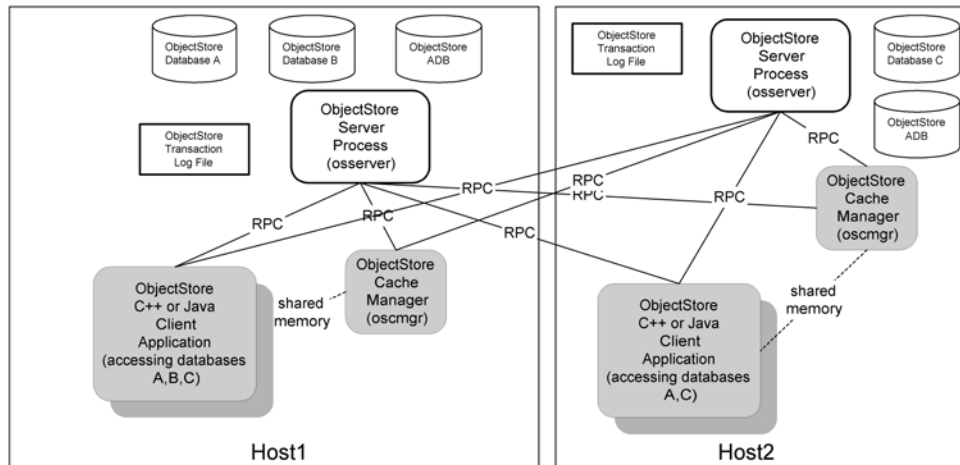 ObjectStore
Database A
ObjectStore
Database B
ObjectStore
ADB
ObjectStore
Server
Process
(osserver)
ObjectStore
Transaction
Log File
RPC
RPC
RPC
RPC
ObjectStore
C++ or Java
Client
Application
(accessing databases
A,B,C)
shared
memory
ObjectStore
Cache
Manager
(oscmgr)
Host1
ObjectStore
Transaction
Log File
ObjectStore
Server
Process
(osserver)
ObjectStore
Database C
ObjectStore
ADB
RPC
RPC
RPC
RPC
ObjectStore
Cache
Manager
(oscmgr)
shared
memory
ObjectStore
C++ or Java
Client
Application
(accessing databases
A,C)
Host2